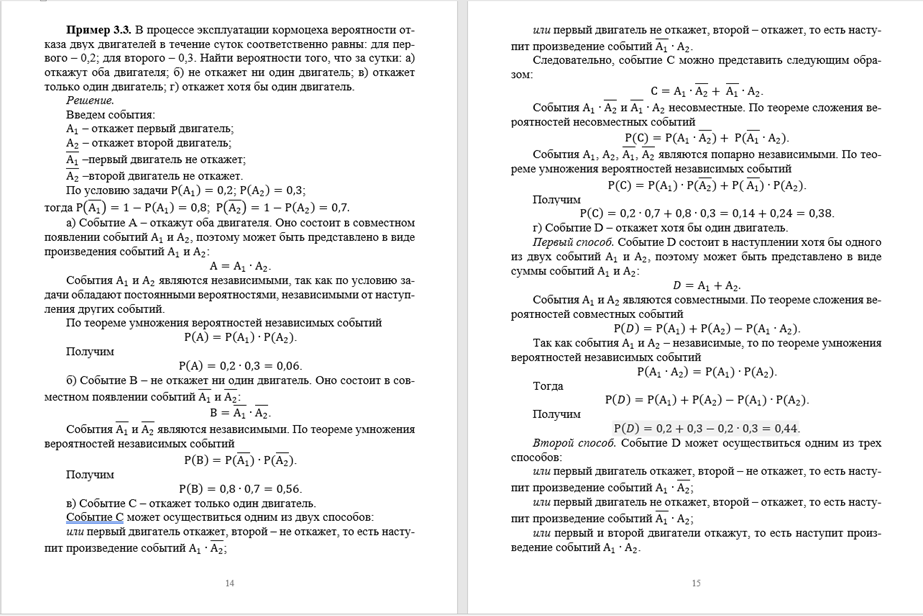 Пример 3.3. В процессе эксплуатации кормоцеха вероятности от-
каза двух двигателей в течение суток соответственно равны: для пер-
вого – 0,2; для второго – 0,3. Найти вероятности того, что за сутки: а)
откажут оба двигателя; б) не откажет ни один двигатель; в) откажет
только один двигатель; г) откажет хотя бы один двигатель.
Решение.
Введем события:
A₁ – откажет первый двигатель;
A₂ – откажет второй двигатель;
A̅₁ –первый двигатель не откажет;
A̅₂ –второй двигатель не откажет.
По условию задачи P(A₁) = 0,2; P(A₂) = 0,3;
тогда P(A̅₁) = 1 − P(A₁) = 0,8; P(A̅₂) = 1 − P(A₂) = 0,7.
а) Событие А – откажут оба двигателя. Оно состоит в совместном
появлении событий A₁ и A₂, поэтому может быть представлено в виде
произведения событий A₁ и A₂:
A = A₁ · A₂.
События A₁ и A₂ являются независимыми, так как по условию за-
дачи обладают постоянными вероятностями, независимыми от наступ-
ления других событий.
По теореме умножения вероятностей независимых событий
P(A) = P(A₁) · P(A₂).
Получим
P(A) = 0,2 · 0,3 = 0,06.
б) Событие В – не откажет ни один двигатель. Оно состоит в сов-
местном появлении событий A̅₁ и A̅₂:
B = A̅₁ · A̅₂.
События A̅₁ и A̅₂ являются независимыми. По теореме умножения
вероятностей независимых событий
P(B) = P(A̅₁) · P(A̅₂).
Получим
P(B) = 0,8 · 0,7 = 0,56.
в) Событие С – откажет только один двигатель.
Событие С может осуществиться одним из двух способов:
или первый двигатель откажет, второй – не откажет, то есть насту-
пит произведение событий A₁ · A̅₂;
14
или первый двигатель не откажет, второй – откажет, то есть насту-
пит произведение событий A̅₁ · A₂.
Следовательно, событие С можно представить следующим обра-
зом:
C = A₁ · A̅₂ + A̅₁ · A₂.
События A₁ · A̅₂ и A̅₁ · A₂ несовместные. По теореме сложения ве-
роятностей несовместных событий
P(C) = P(A₁ · A̅₂) + P(A̅₁ · A₂).
События A₁, A₂, A̅₁, A̅₂ являются попарно независимыми. По тео-
реме умножения вероятностей независимых событий
P(C) = P(A₁) · P(A̅₂) + P(A̅₁) · P(A₂).
Получим
P(C) = 0,2 · 0,7 + 0,8 · 0,3 = 0,14 + 0,24 = 0,38.
г) Событие D – откажет хотя бы один двигатель.
Первый способ. Событие D состоит в наступлении хотя бы одного
из двух событий A₁ и A₂, поэтому может быть представлено в виде
суммы событий A₁ и A₂:
D = A₁ + A₂.
События A₁ и A₂ являются совместными. По теореме сложения ве-
роятностей совместных событий
P(D) = P(A₁) + P(A₂) − P(A₁ · A₂).
Так как события A₁ и A₂ – независимые, то по теореме умножения
вероятностей независимых событий
P(A₁ · A₂) = P(A₁) · P(A₂).
Тогда
P(D) = P(A₁) + P(A₂) − P(A₁) · P(A₂).
Получим
P(D) = 0,2 + 0,3 − 0,2 · 0,3 = 0,44.
Второй способ. Событие D может осуществиться одним из трех
способов:
или первый двигатель откажет, второй – не откажет, то есть насту-
пит произведение событий A₁ · A̅₂;
или первый двигатель не откажет, второй – откажет, то есть насту-
пит произведение событий A̅₁ · A₂;
или первый и второй двигатели откажут, то есть наступит произ-
ведение событий A₁ · A₂.
15